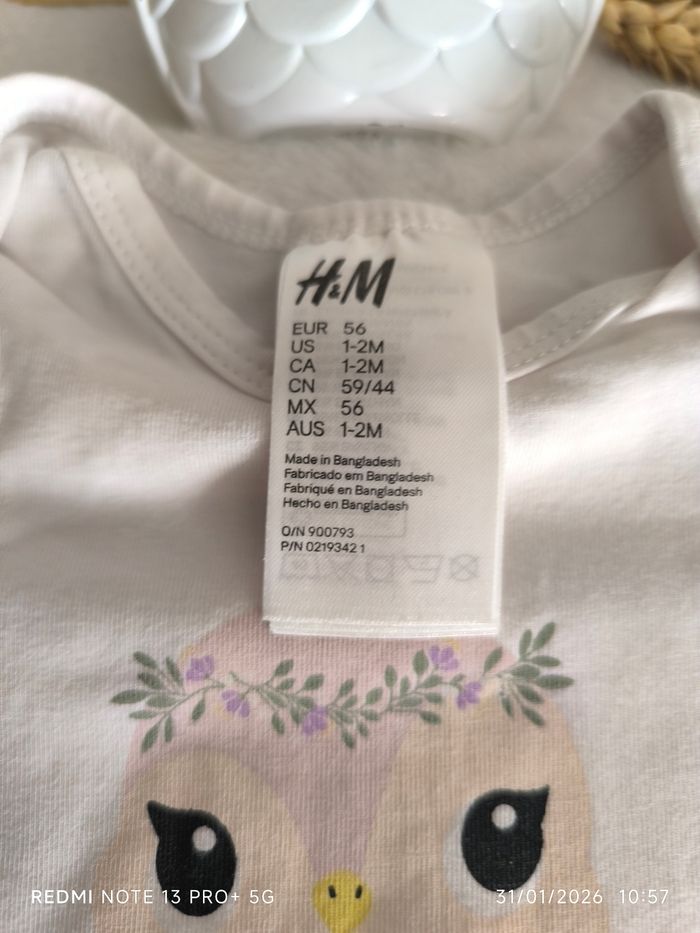 H&M
EUR 56
US 1-2M
CA 1-2M
CN 59/44
MX 56
AUS 1-2M
Made in Bangladesh
Fabricado em Bangladesh
Fabriqué en Bangladesh
Hecho en Bangladesh
O/N 900793
P/N 0219342 1
REDMI NOTE 13 PRO+ 5G
31/01/2026 10:57